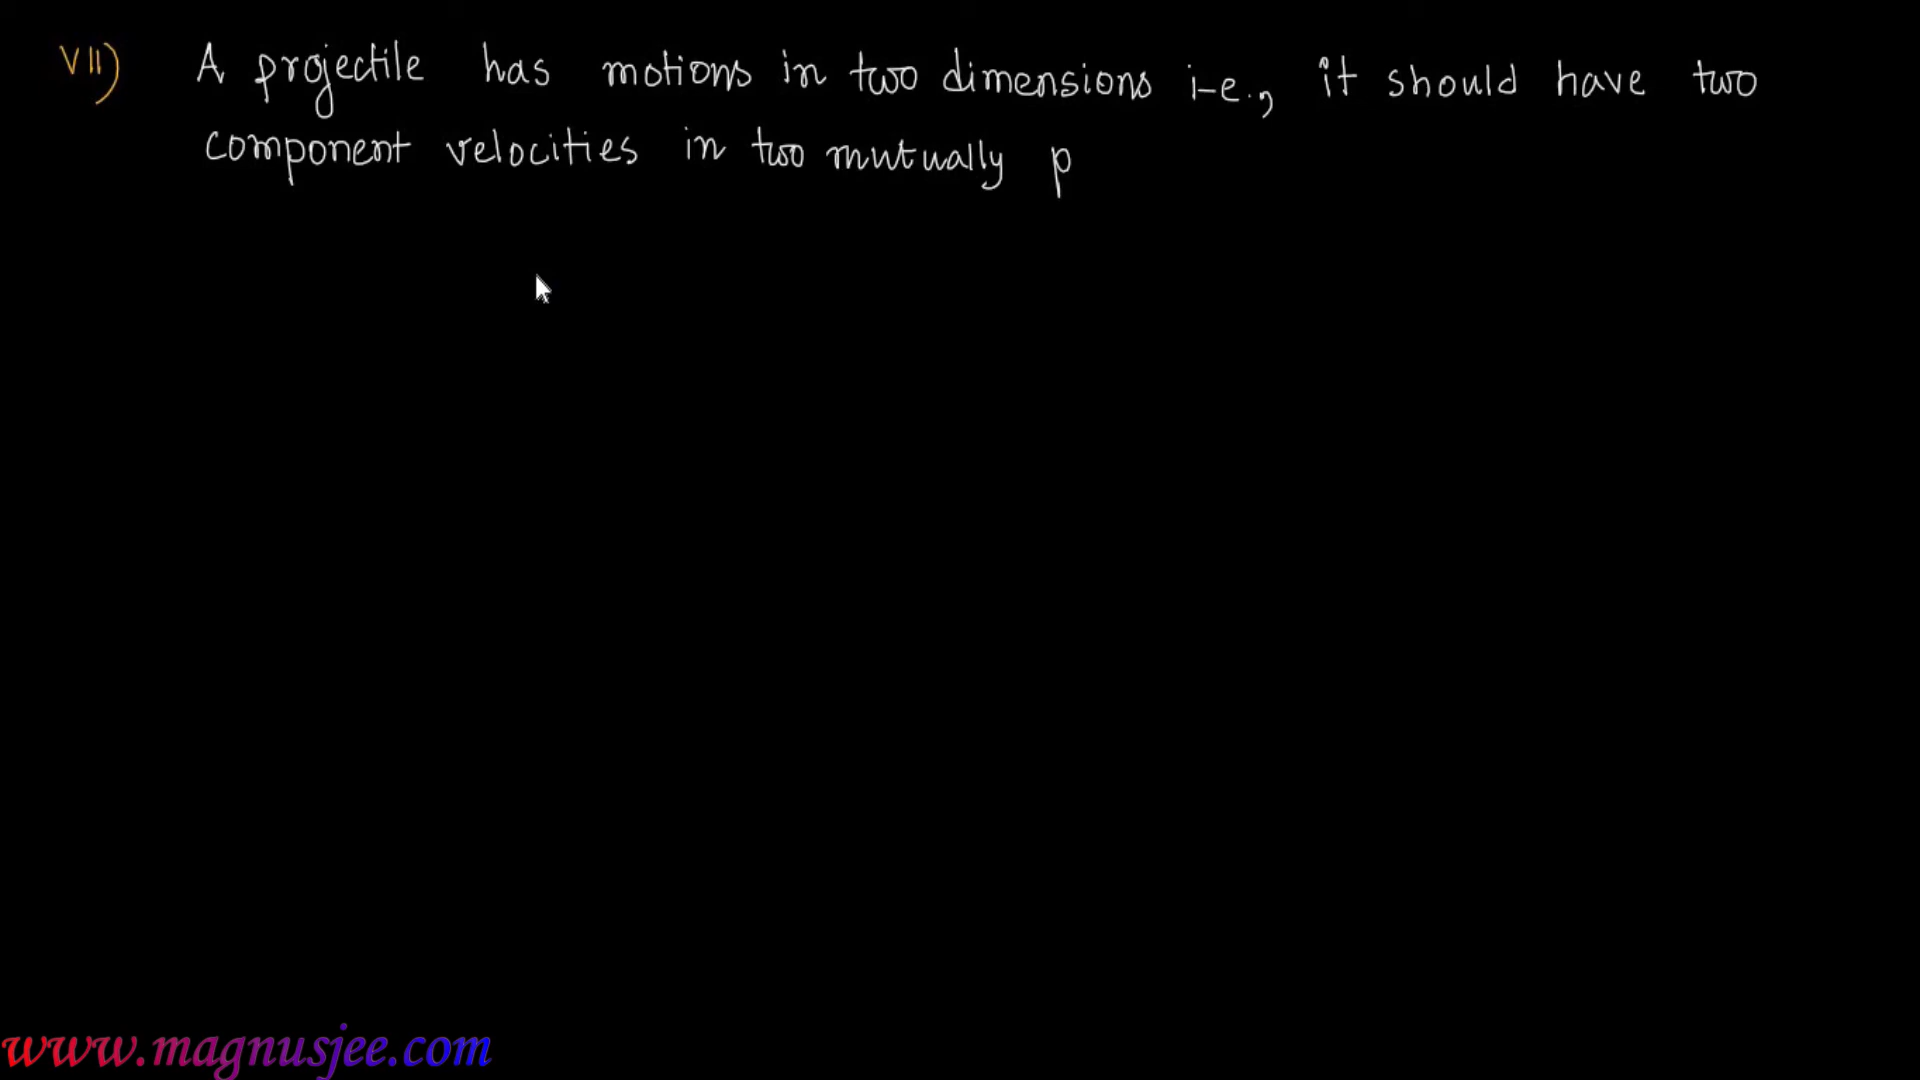 VII) A projectile has motions in two dimensions i-e., it should have two
component velocities in two mutually p
www.magnusjee.com